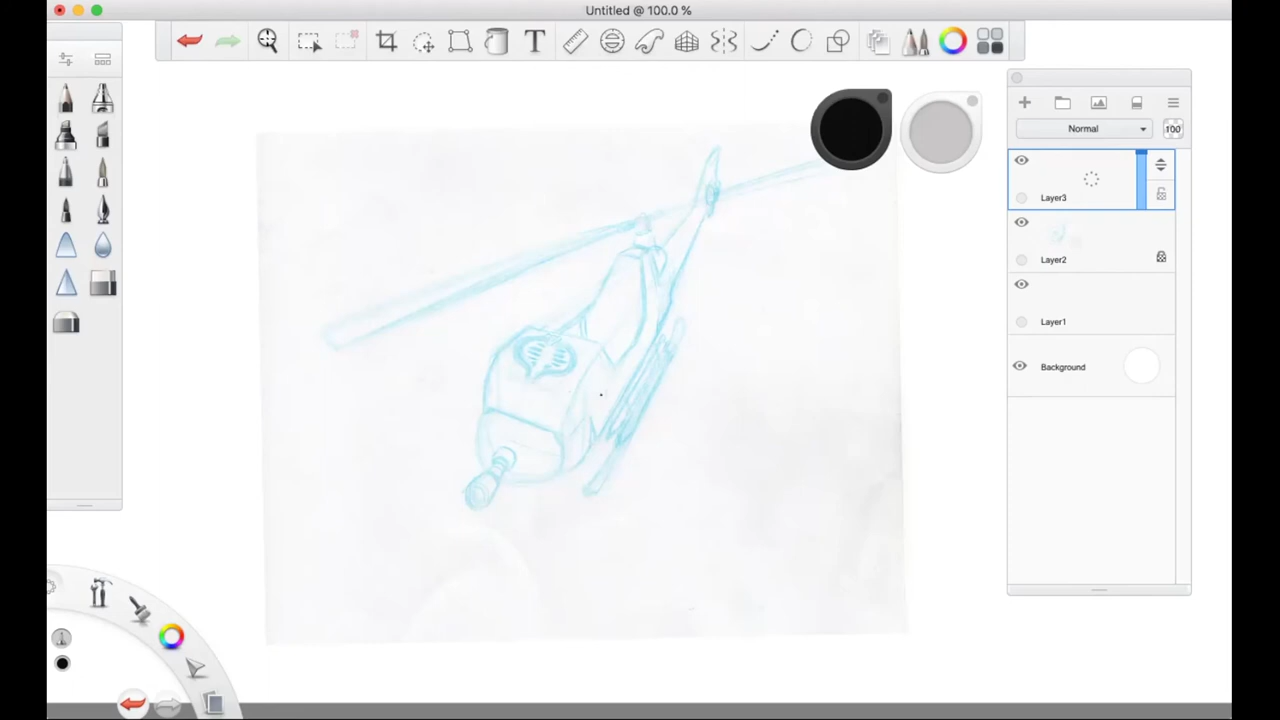 Untitled @ 100.0 %
T
Normal
100
Layer3
Layer2
Layer1
Background